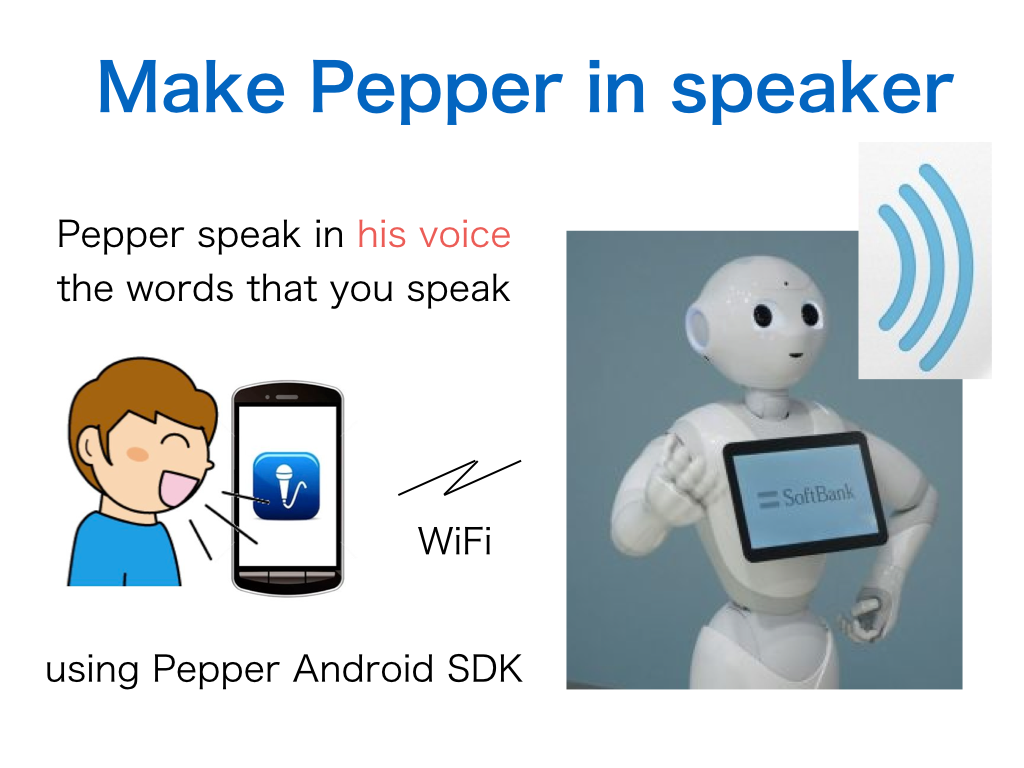 Make Pepper in speaker
Pepper speak in his voice
the words that you speak
SoftBank
WiFi
using Pepper Android SDK